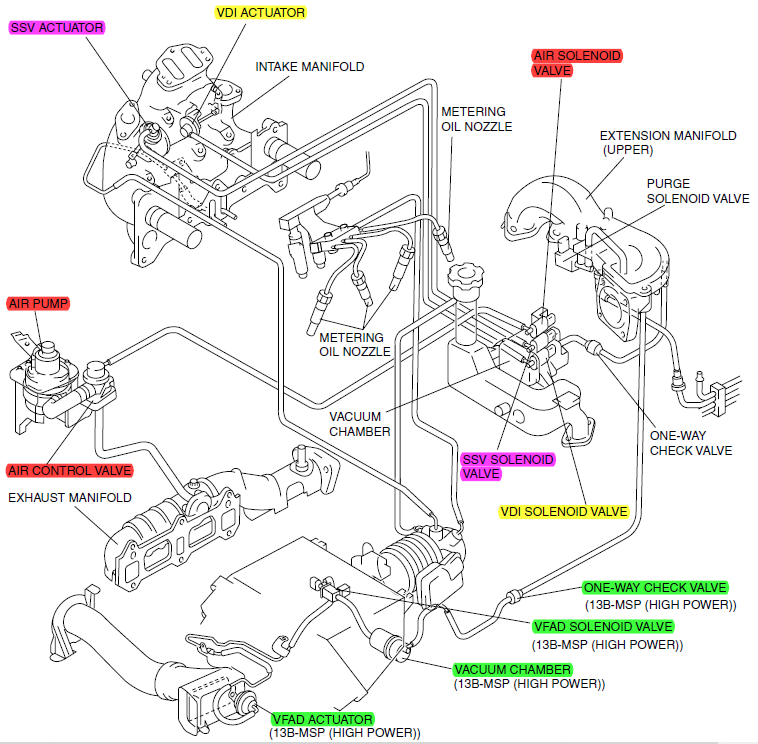 VDI ACTUATOR
SSV ACTUATOR
INTAKE MANIFOLD
AIR SOLENOID
VALVE
METERING
OIL NOZZLE
EXTENSION MANIFOLD
(UPPER)
PURGE
SOLENOID VALVE
AIR PUMP
METERING
OIL NOZZLE
VACUUM
CHAMBER
ONE-WAY
CHECK VALVE
SSV SOLENOID
VALVE
AIR CONTROL VALVE
EXHAUST MANIFOLD
VDI SOLENOID VALVE
ONE-WAY CHECK VALVE
(13B-MSP (HIGH POWER))
VFAD SOLENOID VALVE
(13B-MSP (HIGH POWER))
VACUUM CHAMBER
(13B-MSP (HIGH POWER))
VFAD ACTUATOR
(13B-MSP (HIGH POWER))